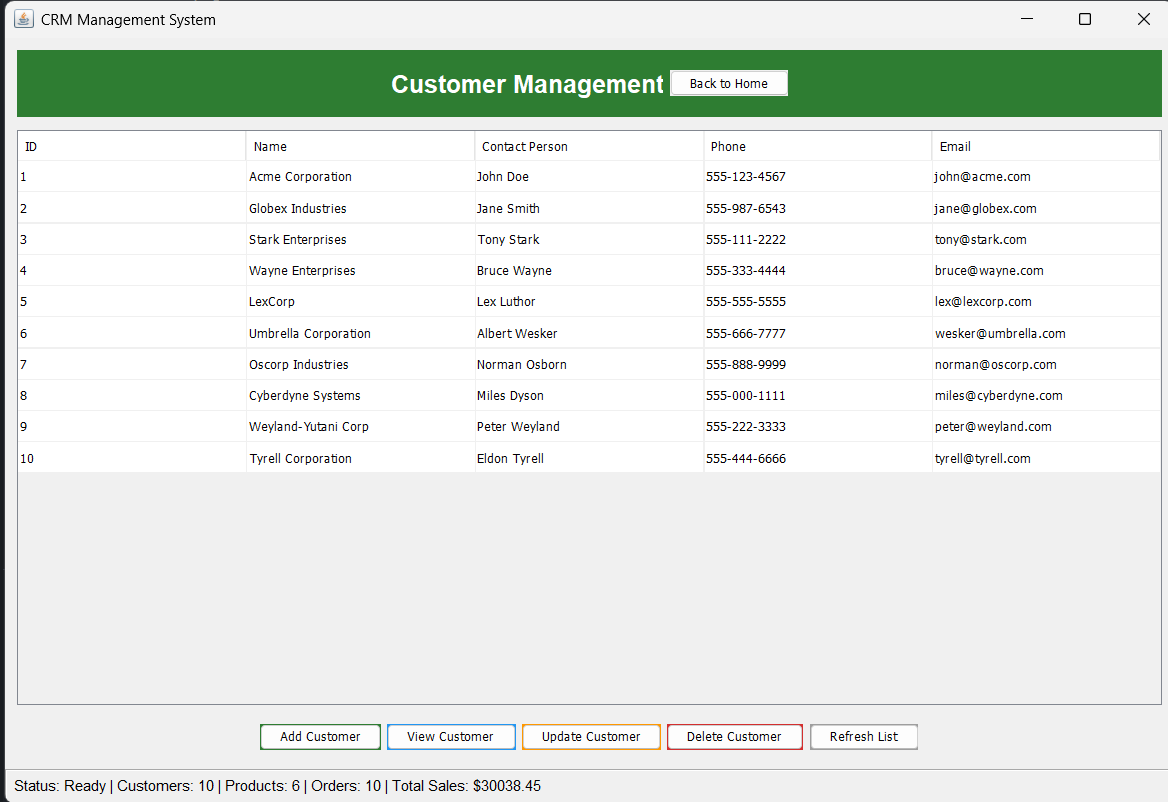 CRM Management System
Customer Management Back to Home
ID Name Contact Person Phone Email
1 Acme Corporation John Doe 555-123-4567 john@acme.com
2 Globex Industries Jane Smith 555-987-6543 jane@globex.com
3 Stark Enterprises Tony Stark 555-111-2222 tony@stark.com
4 Wayne Enterprises Bruce Wayne 555-333-4444 bruce@wayne.com
5 LexCorp Lex Luthor 555-555-5555 lex@lexcorp.com
6 Umbrella Corporation Albert Wesker 555-666-7777 wesker@umbrella.com
7 Oscorp Industries Norman Osborn 555-888-9999 norman@oscorp.com
8 Cyberdyne Systems Miles Dyson 555-000-1111 miles@cyberdyne.com
9 Weyland-Yutani Corp Peter Weyland 555-222-3333 peter@weyland.com
10 Tyrell Corporation Eldon Tyrell 555-444-6666 tyrell@tyrell.com
Add Customer View Customer Update Customer Delete Customer Refresh List
Status: Ready | Customers: 10 | Products: 6 | Orders: 10 | Total Sales: $30038.45